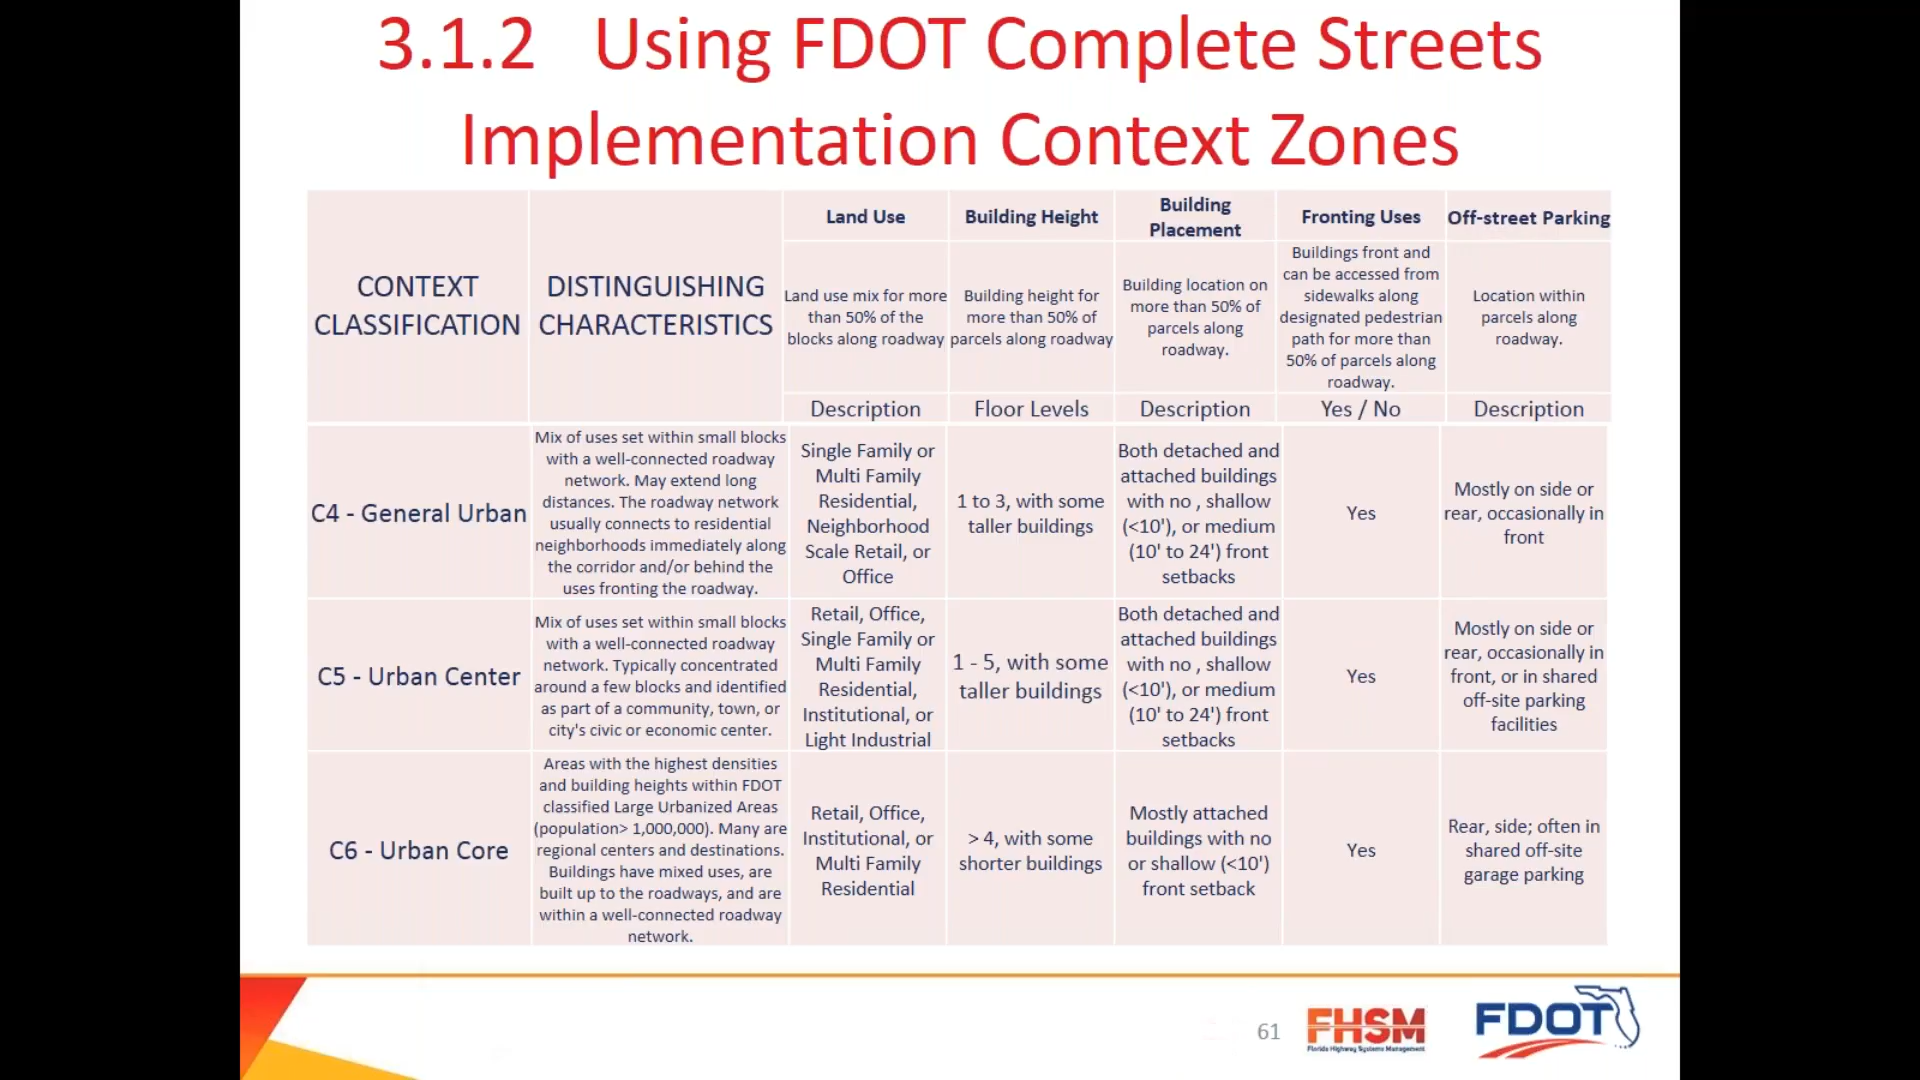 3.1.2 Using FDOT Complete Streets
Implementation Context Zones
CONTEXT
CLASSIFICATION
DISTINGUISHING
CHARACTERISTICS
Land Use
Building Height
Building
Placement
Fronting Uses
Off-street Parking
Land use mix for more
than 50% of the
blocks along roadway
Building height for
more than 50% of
parcels along roadway
Building location on
more than 50% of
parcels along
roadway.
Buildings front and
can be accessed from
sidewalks along
designated pedestrian
path for more than
50% of parcels along
roadway.
Location within
parcels along
roadway.
Description
Floor Levels
Description
Yes / No
Description
C4 - General Urban
Mix of uses set within small blocks
with a well-connected roadway
network. May extend long
distances. The roadway network
usually connects to residential
neighborhoods immediately along
the corridor and/or behind the
uses fronting the roadway.
Single Family or
Multi Family
Residential,
Neighborhood
Scale Retail, or
Office
1 to 3, with some
taller buildings
Both detached and
attached buildings
with no , shallow
(<10'), or medium
(10' to 24') front
setbacks
Yes
Mostly on side or
rear, occasionally in
front
C5 - Urban Center
Mix of uses set within small blocks
with a well-connected roadway
network. Typically concentrated
around a few blocks and identified
as part of a community, town, or
city's civic or economic center.
Retail, Office,
Single Family or
Multi Family
Residential,
Institutional, or
Light Industrial
1 - 5, with some
taller buildings
Both detached and
attached buildings
with no , shallow
(<10'), or medium
(10' to 24') front
setbacks
Yes
Mostly on side or
rear, occasionally in
front, or in shared
off-site parking
facilities
C6 - Urban Core
Areas with the highest densities
and building heights within FDOT
classified Large Urbanized Areas
(population> 1,000,000). Many are
regional centers and destinations.
Buildings have mixed uses, are
built up to the roadways, and are
within a well-connected roadway
network.
Retail, Office,
Institutional, or
Multi Family
Residential
> 4, with some
shorter buildings
Mostly attached
buildings with no
or shallow (<10')
front setback
Yes
Rear, side; often in
shared off-site
garage parking
61
FHSM
Florida Highway Systems Management
FDOT